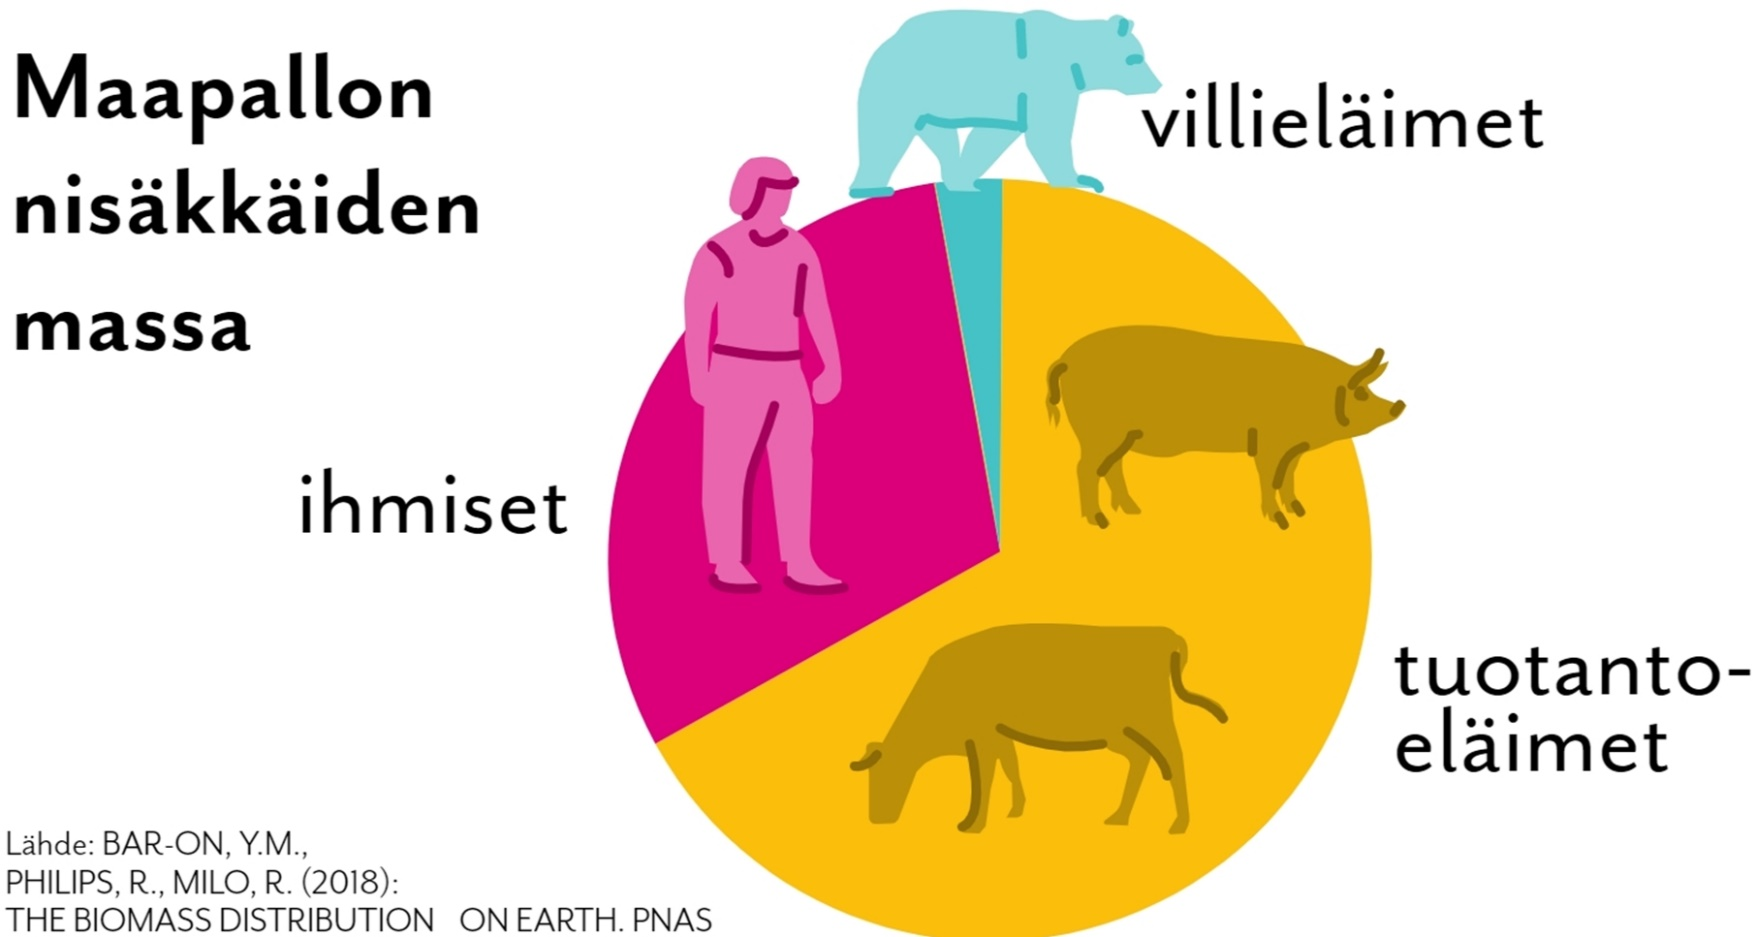 Maapallon
nisäkkäiden
massa
villieläimet
ihmiset
tuotanto-
eläimet
Lähde: BAR-ON, Y.M.,
PHILIPS, R., MILO, R. (2018):
THE BIOMASS DISTRIBUTION ON EARTH. PNAS